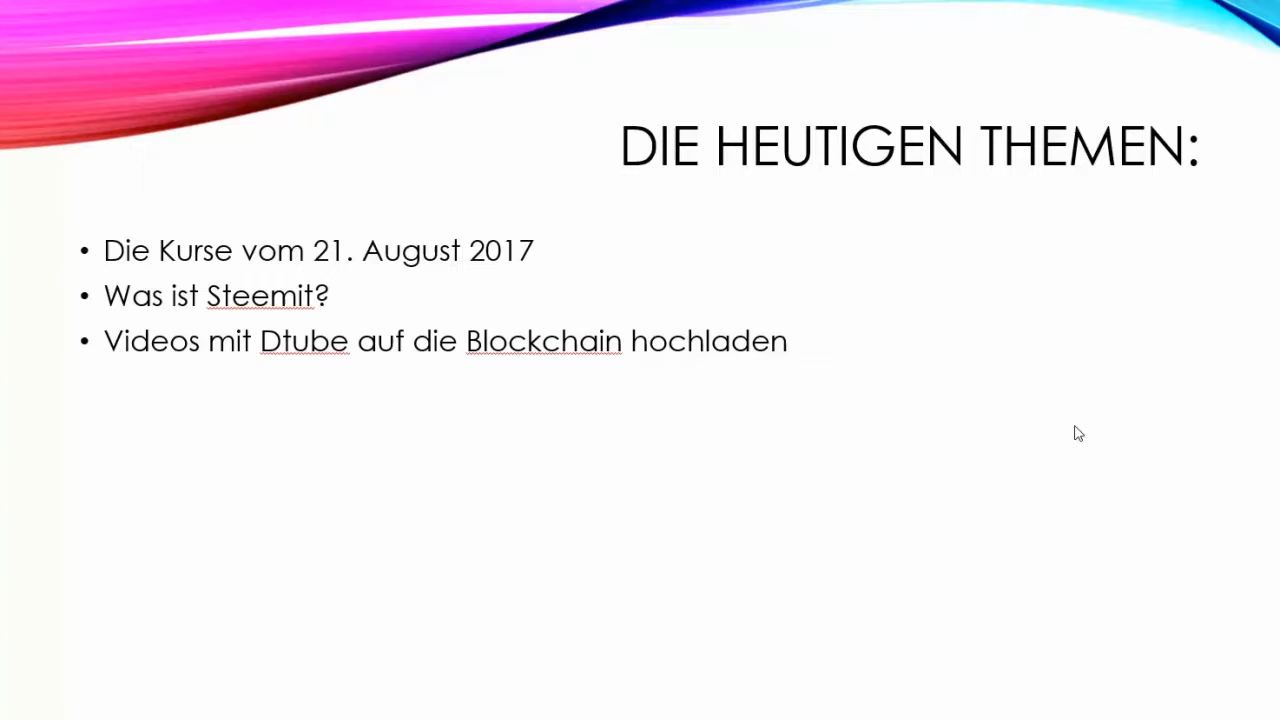 DIE HEUTIGEN THEMEN:
• Die Kurse vom 21. August 2017
• Was ist Steemit?
• Videos mit Dtube auf die Blockchain hochladen